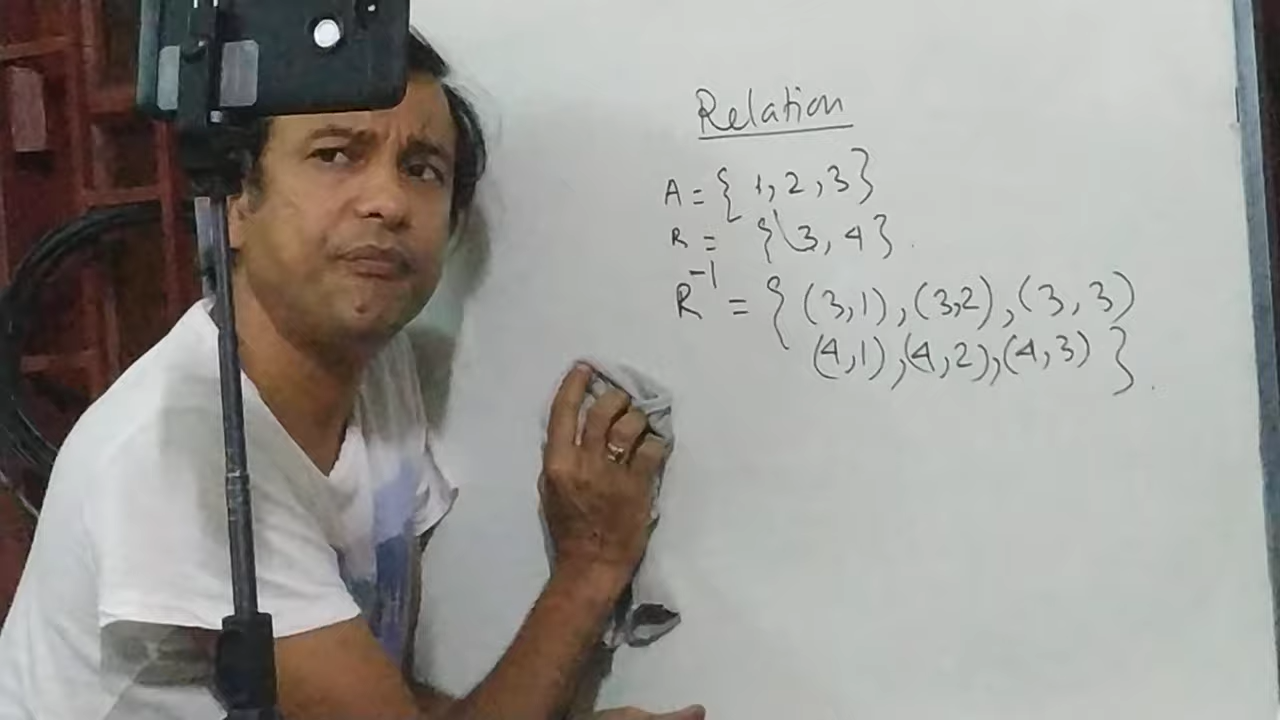 Relation
A = { 1, 2, 3 }
R = { 3, 4 } .
R⁻¹ = { (3,1), (3,2), (3, 3)
(4,1), (4,2), (4,3) } .